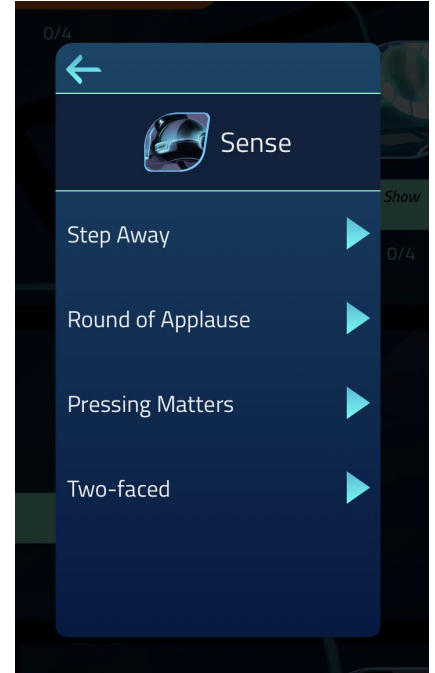 0/4
Sense
Show
0/4
Step Away
Round of Applause
Pressing Matters
Two-faced